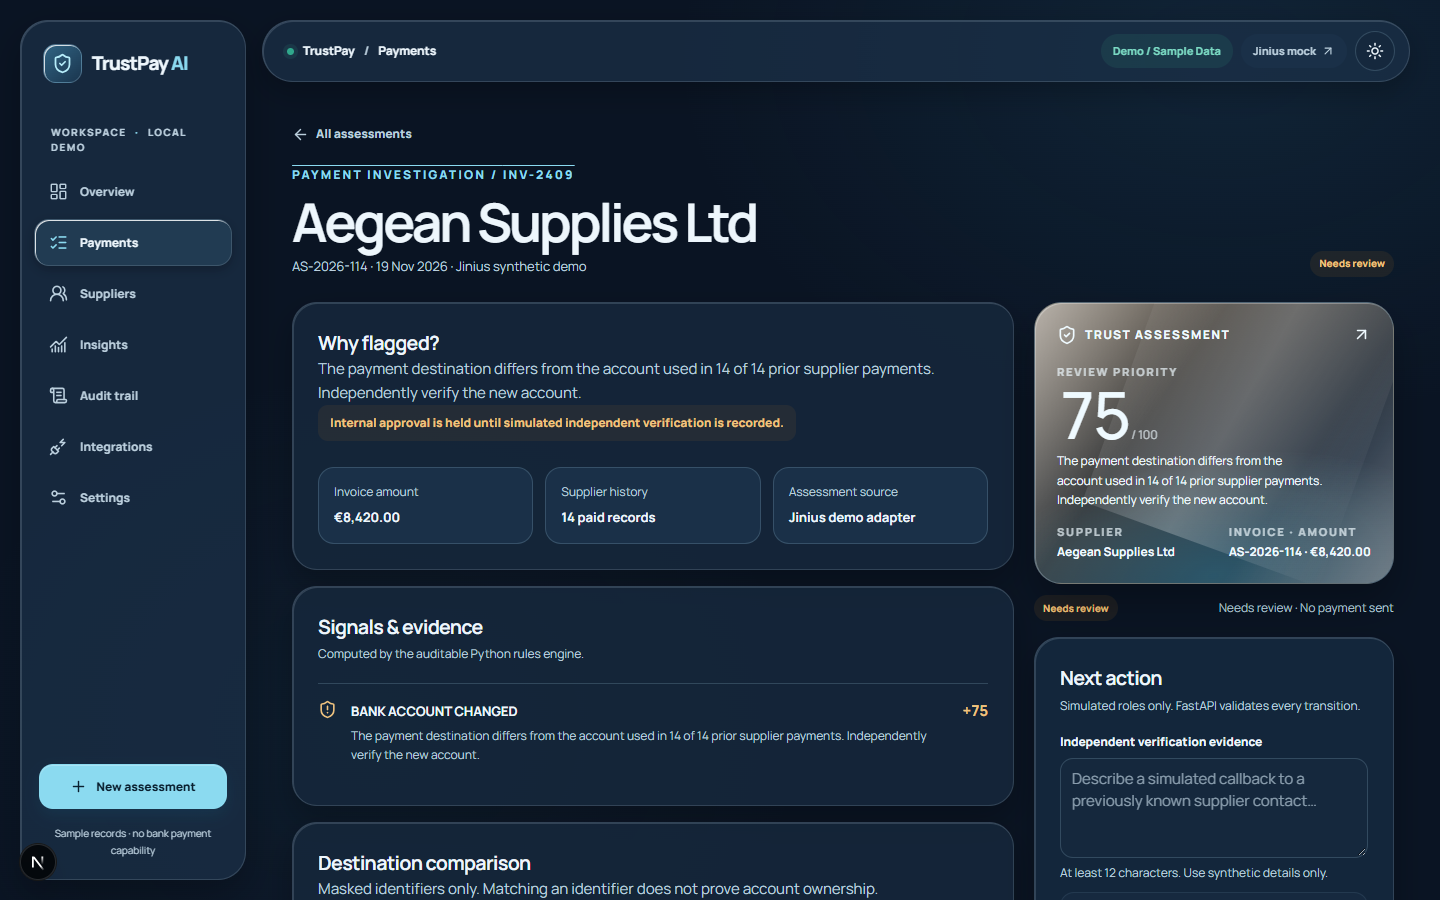 TrustPay AI
WORKSPACE · LOCAL
DEMO
Overview
Payments
Suppliers
Insights
Audit trail
Integrations
Settings
New assessment
Sample records · no bank payment
capability
N
TrustPay / Payments
Demo / Sample Data
Jinius mock
All assessments
PAYMENT INVESTIGATION / INV-2409
Aegean Supplies Ltd
AS-2026-114 · 19 Nov 2026 · Jinius synthetic demo
Needs review
Why flagged?
The payment destination differs from the account used in 14 of 14 prior supplier payments.
Independently verify the new account.
Internal approval is held until simulated independent verification is recorded.
Invoice amount
€8,420.00
Supplier history
14 paid records
Assessment source
Jinius demo adapter
Signals & evidence
Computed by the auditable Python rules engine.
BANK ACCOUNT CHANGED
+75
The payment destination differs from the account used in 14 of 14 prior supplier payments. Independently
verify the new account.
Destination comparison
Masked identifiers only. Matching an identifier does not prove account ownership.
TRUST ASSESSMENT
REVIEW PRIORITY
75 / 100
The payment destination differs from the
account used in 14 of 14 prior supplier payments.
Independently verify the new account.
SUPPLIER
Aegean Supplies Ltd
INVOICE · AMOUNT
AS-2026-114 · €8,420.00
Needs review
Needs review · No payment sent
Next action
Simulated roles only. FastAPI validates every transition.
Independent verification evidence
Describe a simulated callback to a
previously known supplier contact...
At least 12 characters. Use synthetic details only.